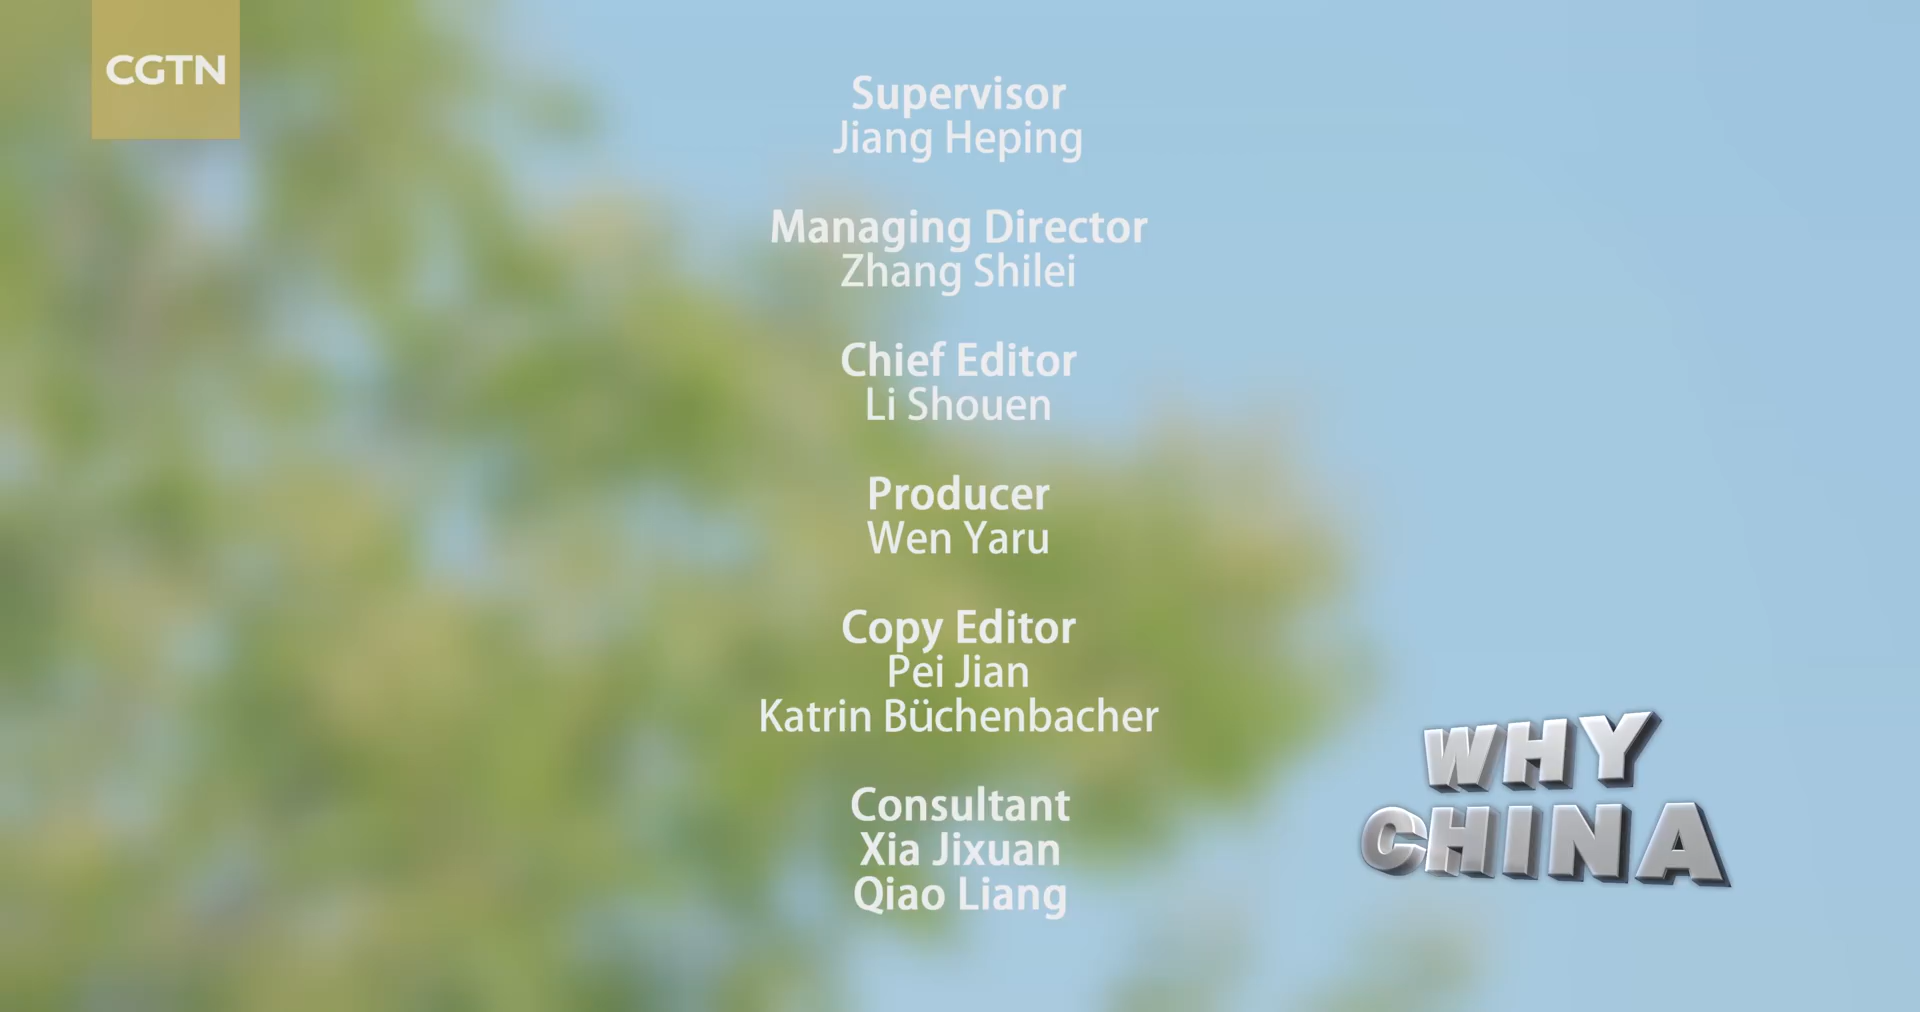 CGTN
Supervisor
Jiang Heping
Managing Director
Zhang Shilei
Chief Editor
Li Shouen
Producer
Wen Yaru
Copy Editor
Pei Jian
Katrin Büchenbacher
Consultant
Xia Jixuan
Qiao Liang
WHY
CHINA